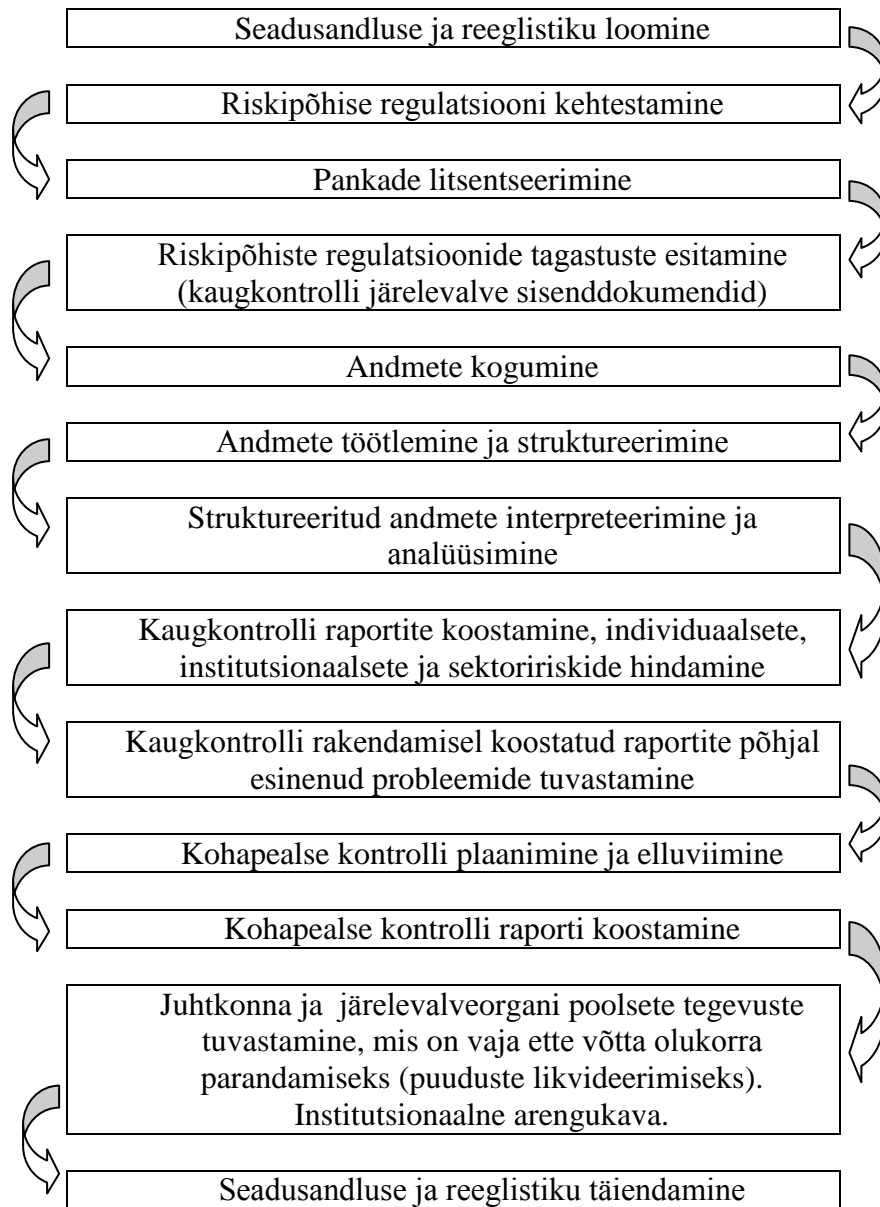 Seadusandluse ja reeglistiku loomine
Riskipõhise regulatsiooni kehtestamine
Pankade litsentseerimine
Riskipõhiste regulatsioonide tagastuste esitamine
(kaugkontrolli järelevalve sisenddokumendid)
Andmete kogumine
Andmete töötlemine ja struktureerimine
Struktureeritud andmete interpreteerimine ja
analüüsimine
Kaugkontrolli raportite koostamine, individuaalsete,
institutsionaalsete ja sektoririskide hindamine
Kaugkontrolli rakendamisel koostatud raportite põhjal
esinenud probleemide tuvastamine
Kohapealse kontrolli plaanimine ja elluviimine
Kohapealse kontrolli raporti koostamine
Juhtkonna ja järelevalveorgani poolsete tegevuste
tuvastamine, mis on vaja ette võtta olukorra
parandamiseks (puuduste likvideerimiseks).
Institutsionaalne arengukava.
Seadusandluse ja reeglistiku täiendamine